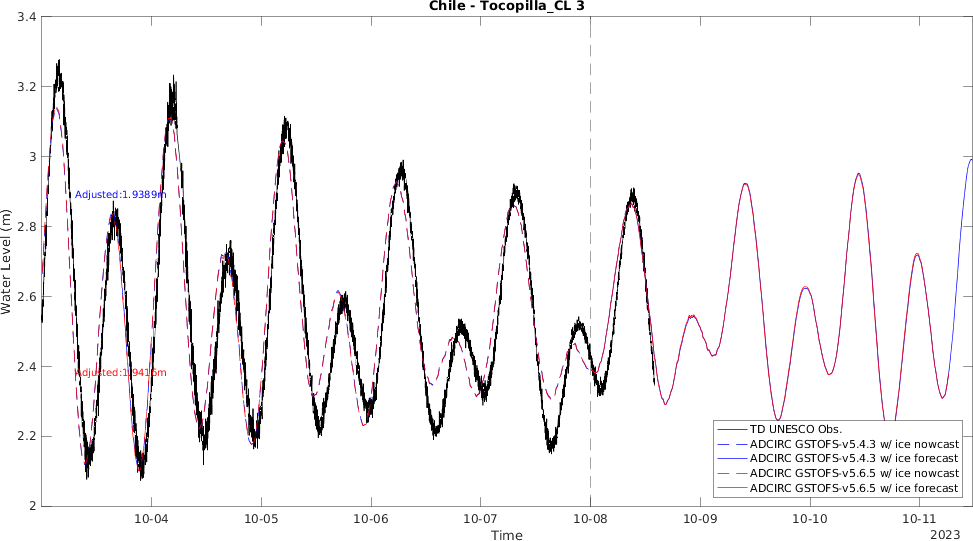 Chile - Tocopilla_CL 3
3.4
3.2
3
2.8
2.6
2.4
2.2
2
Water Level (m)
Adjusted:1.9389m
Adjusted:1.9416m
TD UNESCO Obs.
ADCIRC GSTOFS-v5.4.3 w/ ice nowcast
ADCIRC GSTOFS-v5.4.3 w/ ice forecast
ADCIRC GSTOFS-v5.6.5 w/ ice nowcast
ADCIRC GSTOFS-v5.6.5 w/ ice forecast
10-04 10-05 10-06 10-07 10-08 10-09 10-10 10-11
Time
2023